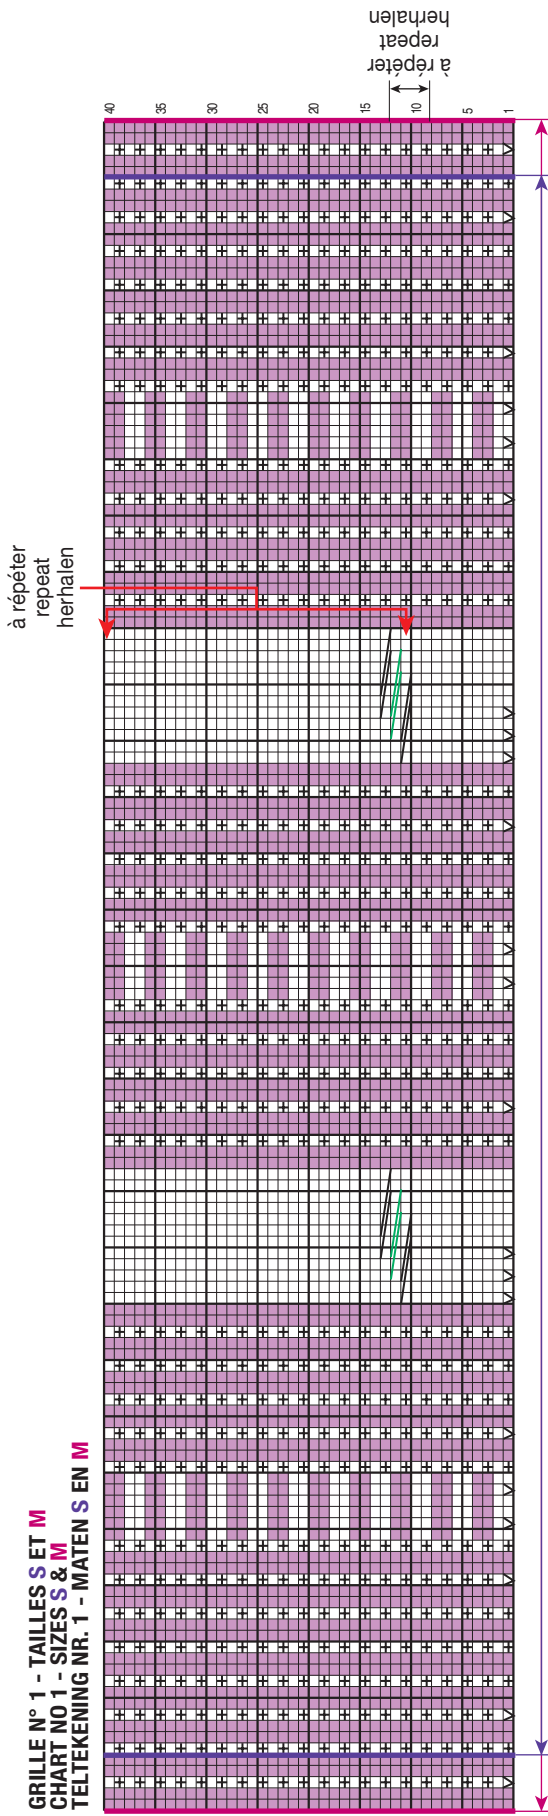 GRILLE N° 1 - TAILLES S ET M
CHART NO 1 - SIZES S & M
TELTEKENING NR. 1 - MATEN S EN M
à répéter
repeat
herhalen
à répéter
repeat
herhalen
40
35
30
25
20
15
10
5
1